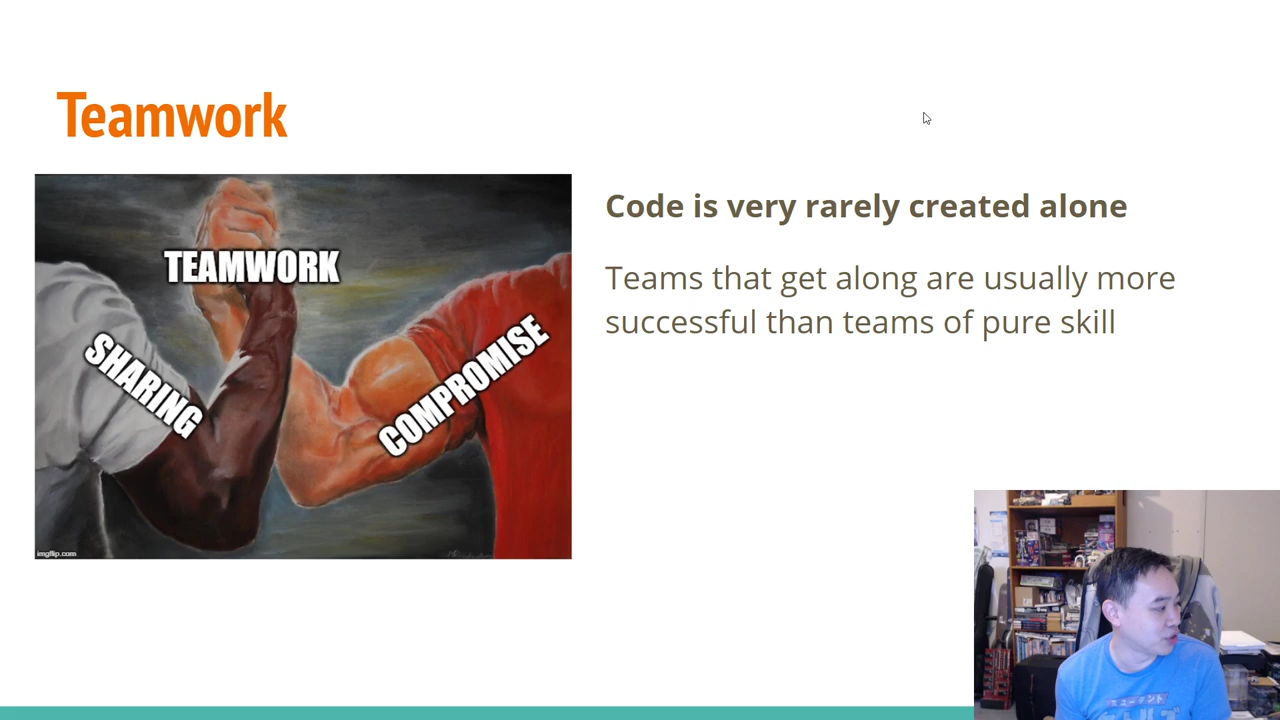 Teamwork
TEAMWORK
SHARING
COMPROMISE
imgflip.com
Code is very rarely created alone
Teams that get along are usually more
successful than teams of pure skill